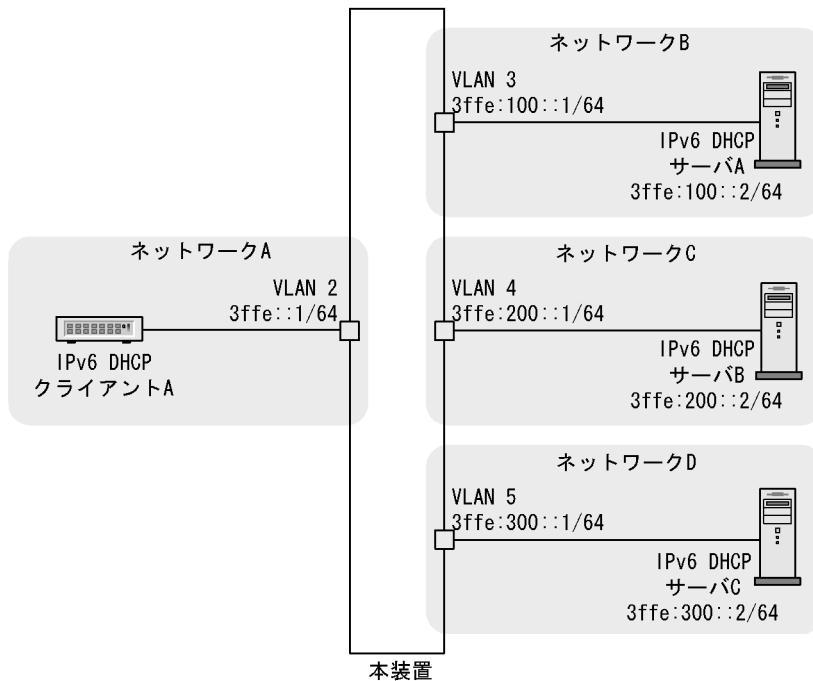 ネットワークB
VLAN 3
3ffe:100::1/64
IPv6 DHCP
サーバA
3ffe:100::2/64
ネットワークA
VLAN 2
3ffe::1/64
IPv6 DHCP
クライアントA
ネットワークC
VLAN 4
3ffe:200::1/64
IPv6 DHCP
サーバB
3ffe:200::2/64
ネットワークD
VLAN 5
3ffe:300::1/64
IPv6 DHCP
サーバC
3ffe:300::2/64
本装置